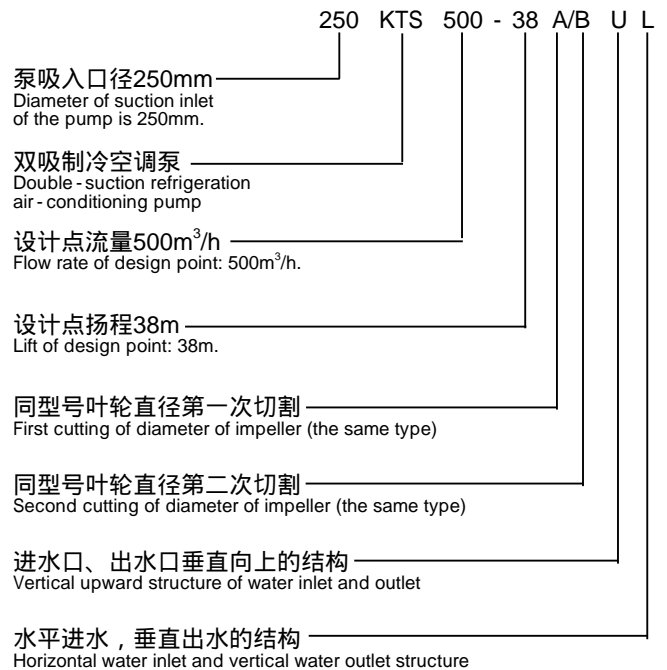 250 KTS 500 - 38 A/B U L
泵吸入口径250mm
Diameter of suction inlet
of the pump is 250mm.
双吸制冷空调泵
Double - suction refrigeration
air - conditioning pump
设计点流量500m³/h
Flow rate of design point: 500m³/h.
设计点扬程38m
Lift of design point: 38m.
同型号叶轮直径第一次切割
First cutting of diameter of impeller (the same type)
同型号叶轮直径第二次切割
Second cutting of diameter of impeller (the same type)
进水口、出水口垂直向上的结构
Vertical upward structure of water inlet and outlet
水平进水，垂直出水的结构
Horizontal water inlet and vertical water outlet structure